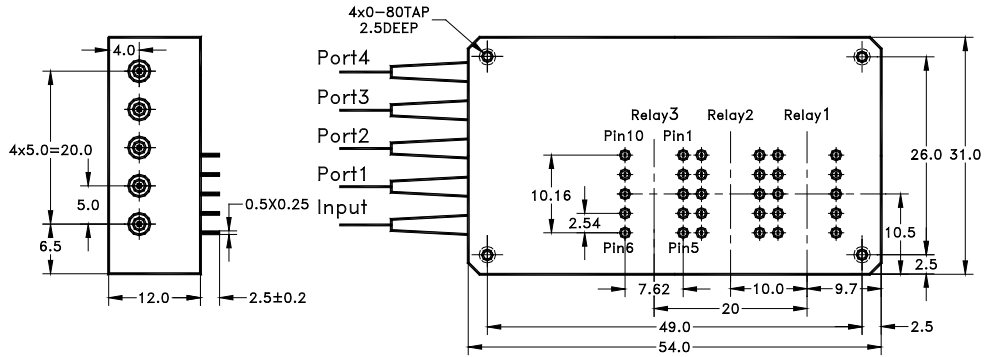 4x0-80TAP
2.5DEEP
4.0
Port4
Port3
Port2
Port1
Input
4x5.0=20.0
5.0
6.5
0.5X0.25
12.0
2.5±0.2
Relay3
Relay2
Relay1
Pin10
Pin1
10.16
2.54
Pin6
Pin5
26.0
31.0
10.5
2.5
7.62
10.0
9.7
20
49.0
2.5
54.0